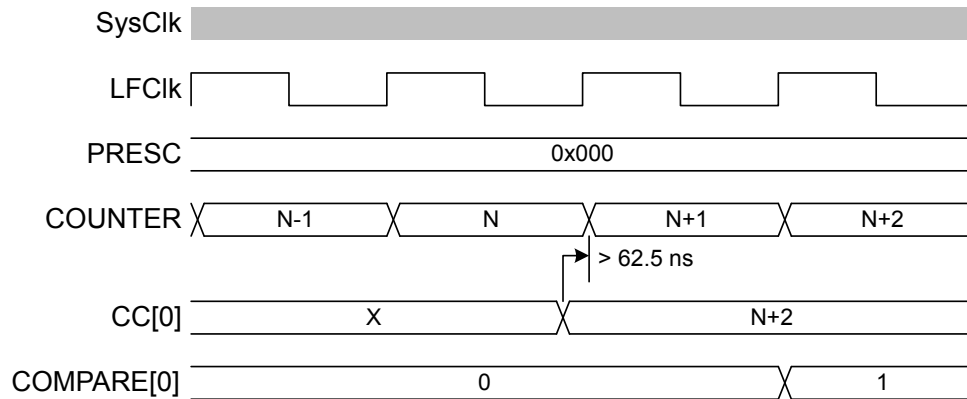 SysClk
LFClk
PRESC 0x000
COUNTER N-1 N N+1 N+2
> 62.5 ns
CC[0] X N+2
COMPARE[0] 0 1